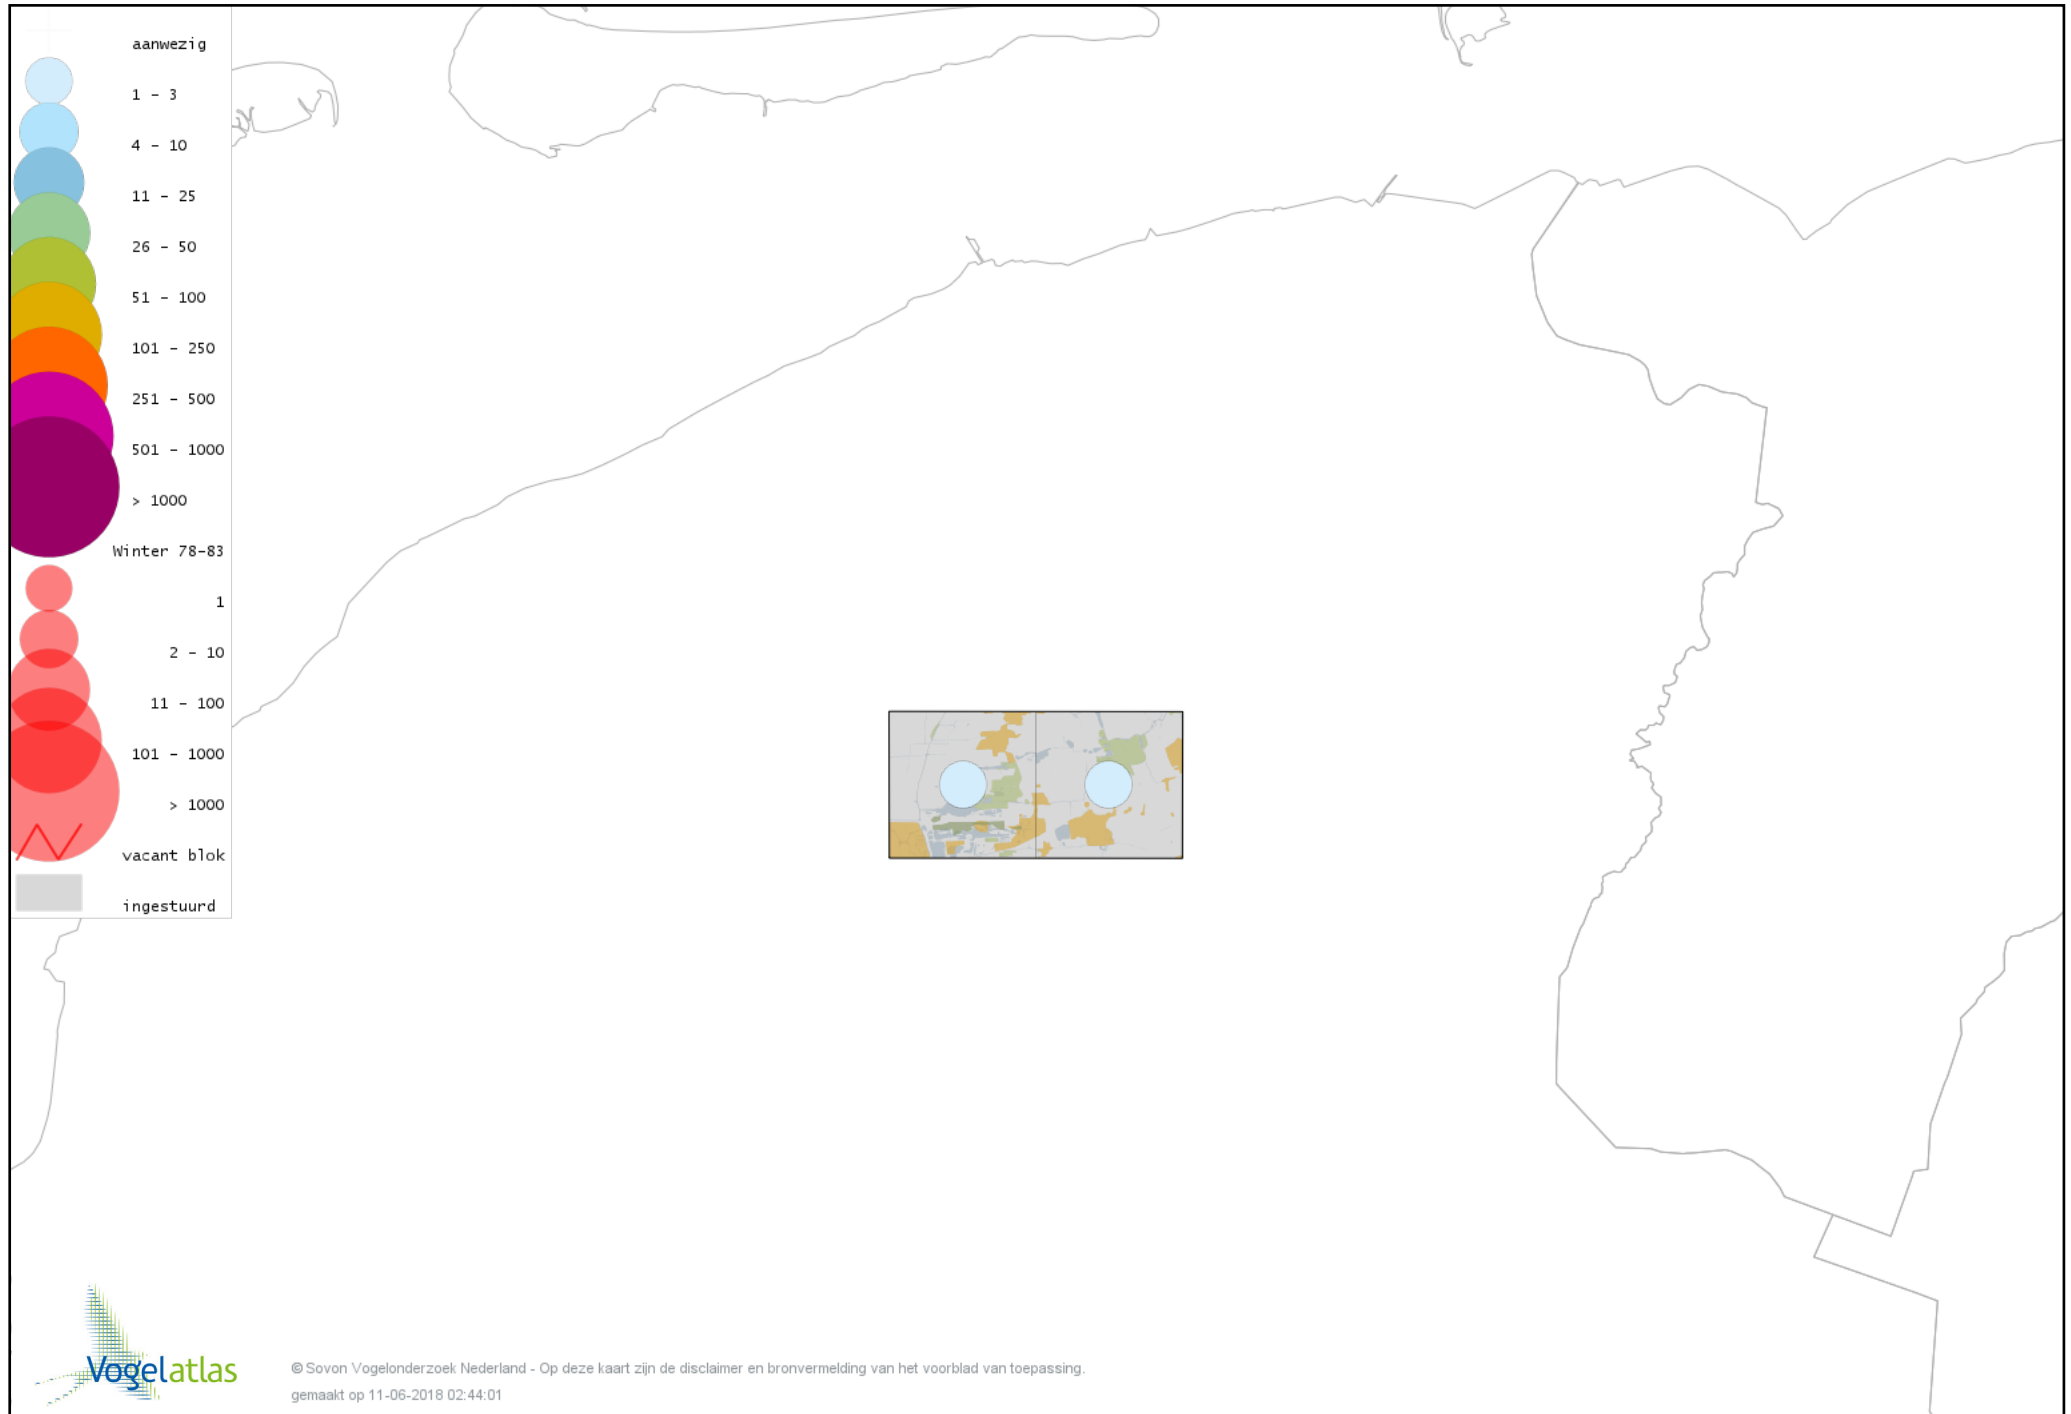 aanwezig
1 - 3
4 - 10
11 - 25
26 - 50
51 - 100
101 - 250
251 - 500
501 - 1000
> 1000
Winter 78-83
1
2 - 10
11 - 100
101 - 1000
> 1000
vacant blok
ingestuurd
Vogelatlas
© Sovon Vogelonderzoek Nederland - Op deze kaart zijn de disclaimer en bronvermelding van het voorblad van toepassing.
gemaakt op 11-06-2018 02:44:01